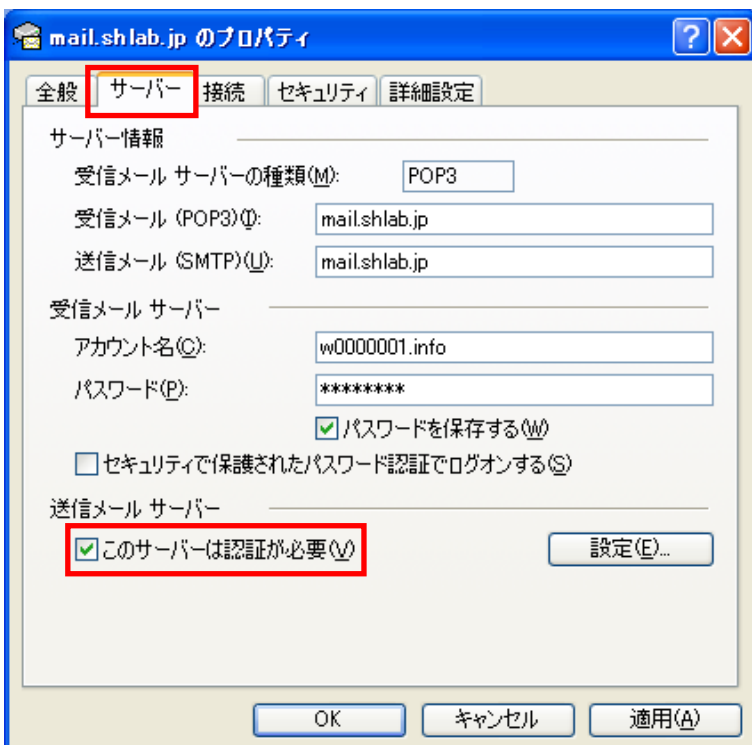 mail.shlab.jp のプロパティ
全般 サーバー 接続 セキュリティ 詳細設定
サーバー情報
受信メール サーバーの種類(M): POP3
受信メール (POP3)(I): mail.shlab.jp
送信メール (SMTP)(U): mail.shlab.jp
受信メール サーバー
アカウント名(C): w0000001.info
パスワード(P): ********
パスワードを保存する(W)
セキュリティで保護されたパスワード認証でログオンする(S)
送信メール サーバー
このサーバーは認証が必要(V) 設定(E)...
OK キャンセル 適用(A)